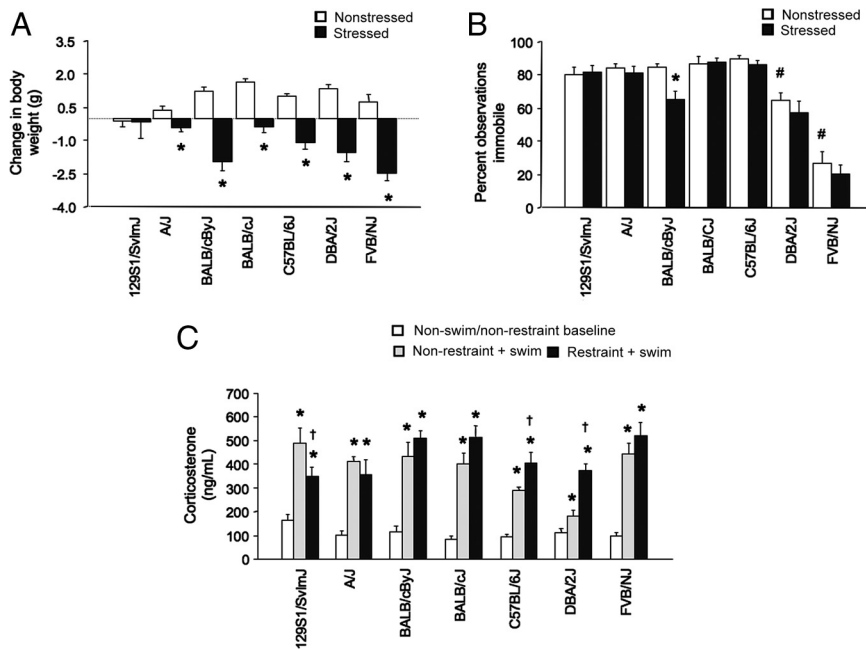 A
Nonstressed
Stressed
3.5
2.0
0.5
-1.0
-2.5
-4.0
Change in body
weight (g)
*
*
*
*
*
*
129S1/SvImJ
A/J
BALB/cByJ
BALB/cJ
C57BL/6J
DBA/2J
FVB/NJ
B
Nonstressed
Stressed
100
80
60
40
20
0
Percent observations
immobile
*
#
#
129S1/SvImJ
A/J
BALB/cByJ
BALB/CJ
C57BL/6J
DBA/2J
FVB/NJ
C
Non-swim/non-restraint baseline
Non-restraint + swim Restraint + swim
700
600
500
400
300
200
100
0
Corticosterone
(ng/mL)
* † *
* *
* *
* *
* † *
* † *
* *
129S1/SvImJ
A/J
BALB/cByJ
BALB/cJ
C57BL/6J
DBA/2J
FVB/NJ